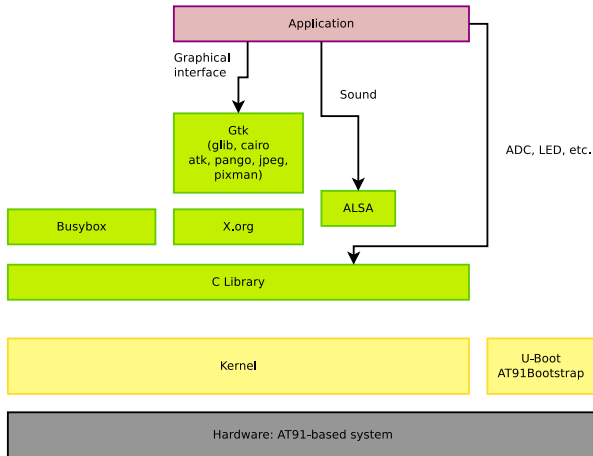 Application
Graphical
interface
Sound
Gtk
(glib, cairo
atk, pango, jpeg,
pixman)
ADC, LED, etc.
ALSA
Busybox
X.org
C Library
Kernel
U-Boot
AT91Bootstrap
Hardware: AT91-based system